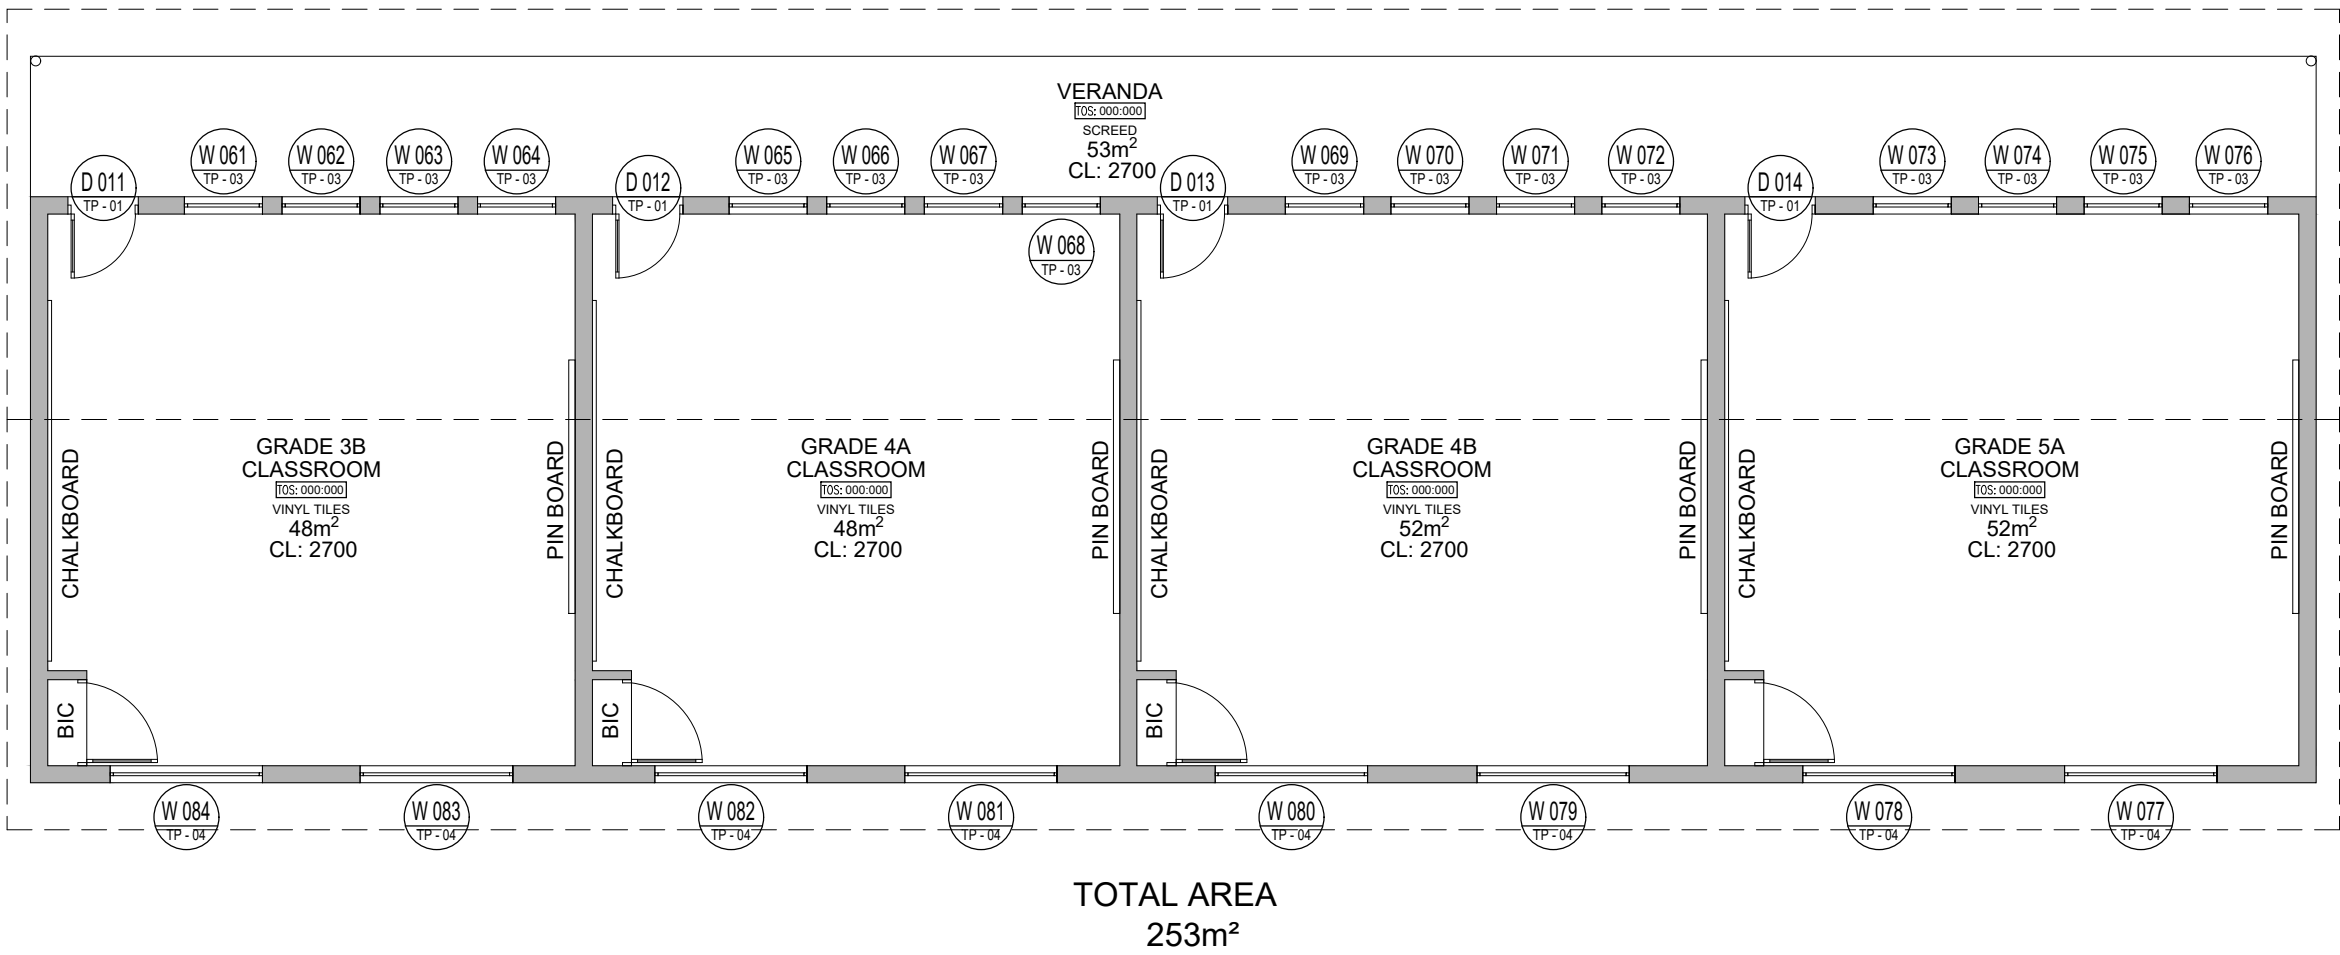 VERANDA
TOS: 000:000
SCREED
53m²
CL: 2700
W 061
TP - 03
W 062
TP - 03
W 063
TP - 03
W 064
TP - 03
W 065
TP - 03
W 066
TP - 03
W 067
TP - 03
W 069
TP - 03
W 070
TP - 03
W 071
TP - 03
W 072
TP - 03
W 073
TP - 03
W 074
TP - 03
W 075
TP - 03
W 076
TP - 03
D 011
TP - 01
D 012
TP - 01
D 013
TP - 01
D 014
TP - 01
W 068
TP - 03
CHALKBOARD
GRADE 3B
CLASSROOM
TOS: 000:000
VINYL TILES
48m²
CL: 2700
PIN BOARD
CHALKBOARD
GRADE 4A
CLASSROOM
TOS: 000:000
VINYL TILES
48m²
CL: 2700
PIN BOARD
CHALKBOARD
GRADE 4B
CLASSROOM
TOS: 000:000
VINYL TILES
52m²
CL: 2700
PIN BOARD
CHALKBOARD
GRADE 5A
CLASSROOM
TOS: 000:000
VINYL TILES
52m²
CL: 2700
PIN BOARD
BIC
BIC
BIC
W 084
TP - 04
W 083
TP - 04
W 082
TP - 04
W 081
TP - 04
W 080
TP - 04
W 079
TP - 04
W 078
TP - 04
W 077
TP - 04
TOTAL AREA
253m²